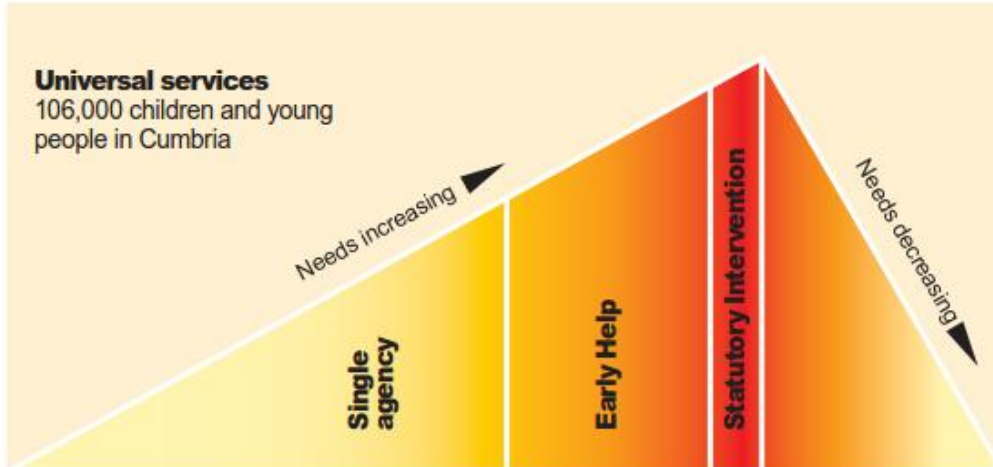 Universal services
106,000 children and young
people in Cumbria
Needs increasing
Needs decreasing
Single
agency
Early Help
Statutory Intervention